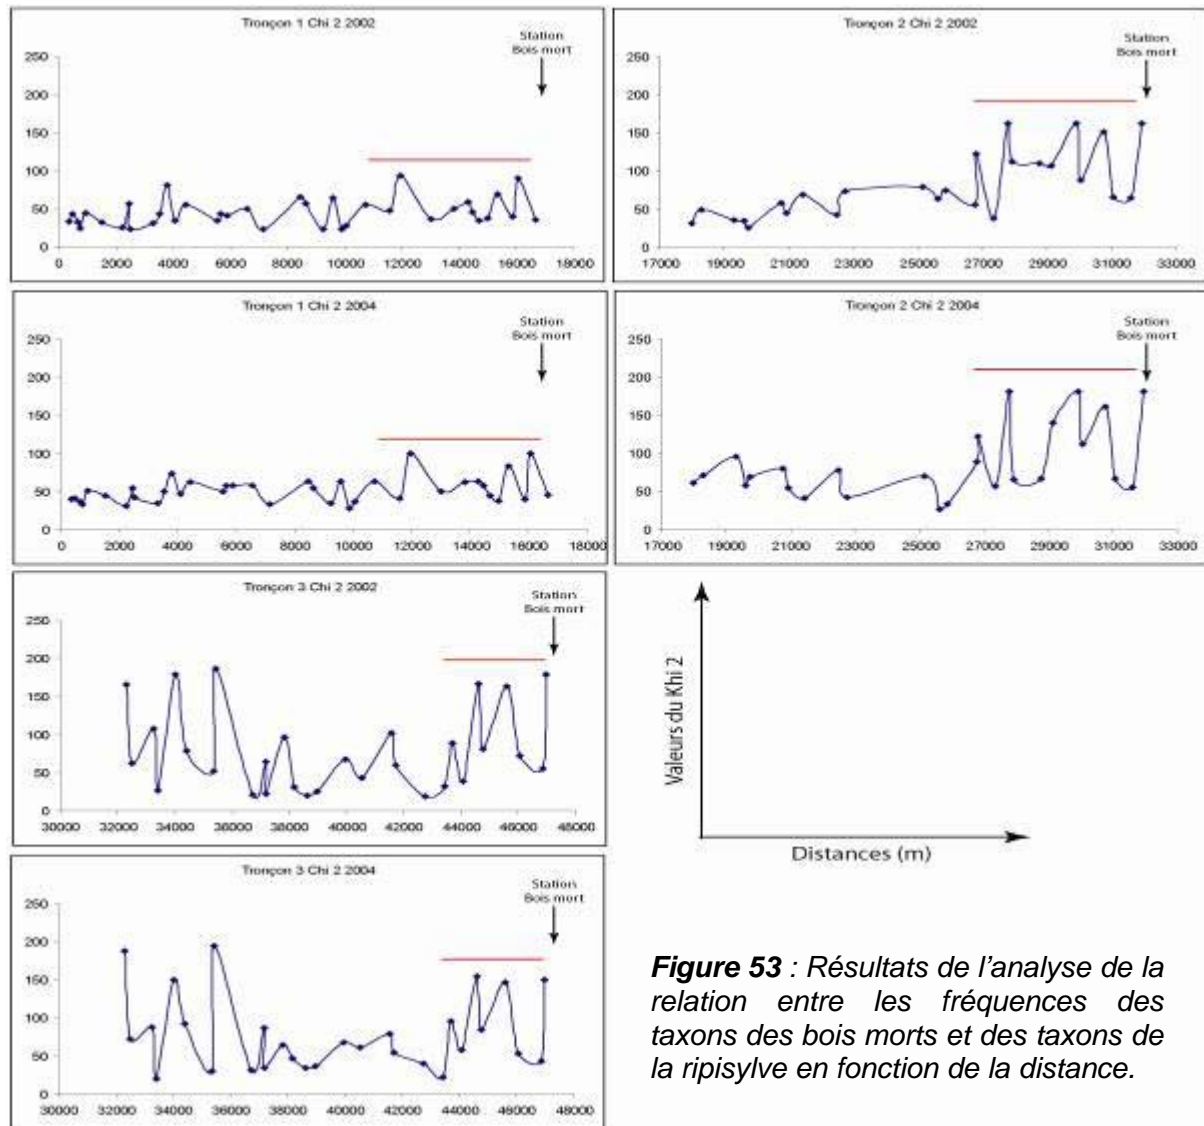 Tronçon 1 Chi 2 2002
Station
Bois mort
250
200
150
100
50
0
0 2000 4000 6000 8000 10000 12000 14000 16000 18000
Tronçon 2 Chi 2 2002
Station
Bois mort
250
200
150
100
50
0
17000 19000 21000 23000 25000 27000 29000 31000 33000
Tronçon 1 Chi 2 2004
Station
Bois mort
250
200
150
100
50
0
0 2000 4000 6000 8000 10000 12000 14000 16000 18000
Tronçon 2 Chi 2 2004
Station
Bois mort
250
200
150
100
50
0
17000 19000 21000 23000 25000 27000 29000 31000 33000
Tronçon 3 Chi 2 2002
Station
Bois mort
250
200
150
100
50
0
30000 32000 34000 36000 38000 40000 42000 44000 46000 48000
Valeurs du Khi 2
Distances (m)
Tronçon 3 Chi 2 2004
Station
Bois mort
250
200
150
100
50
0
30000 32000 34000 36000 38000 40000 42000 44000 46000 48000
Figure 53 : Résultats de l’analyse de la
relation entre les fréquences des
taxons des bois morts et des taxons de
la ripisylve en fonction de la distance.